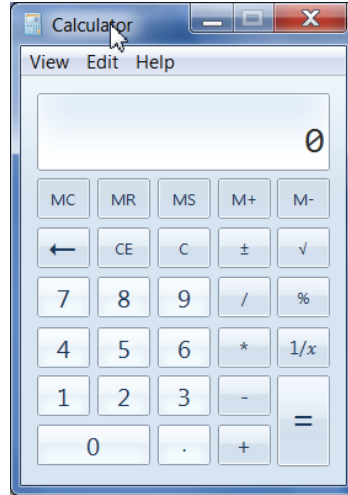 Calculator
View Edit Help
0
MC MR MS M+ M-
← CE C ± √
7 8 9 / %
4 5 6 * 1/x
1 2 3 - =
0 . +